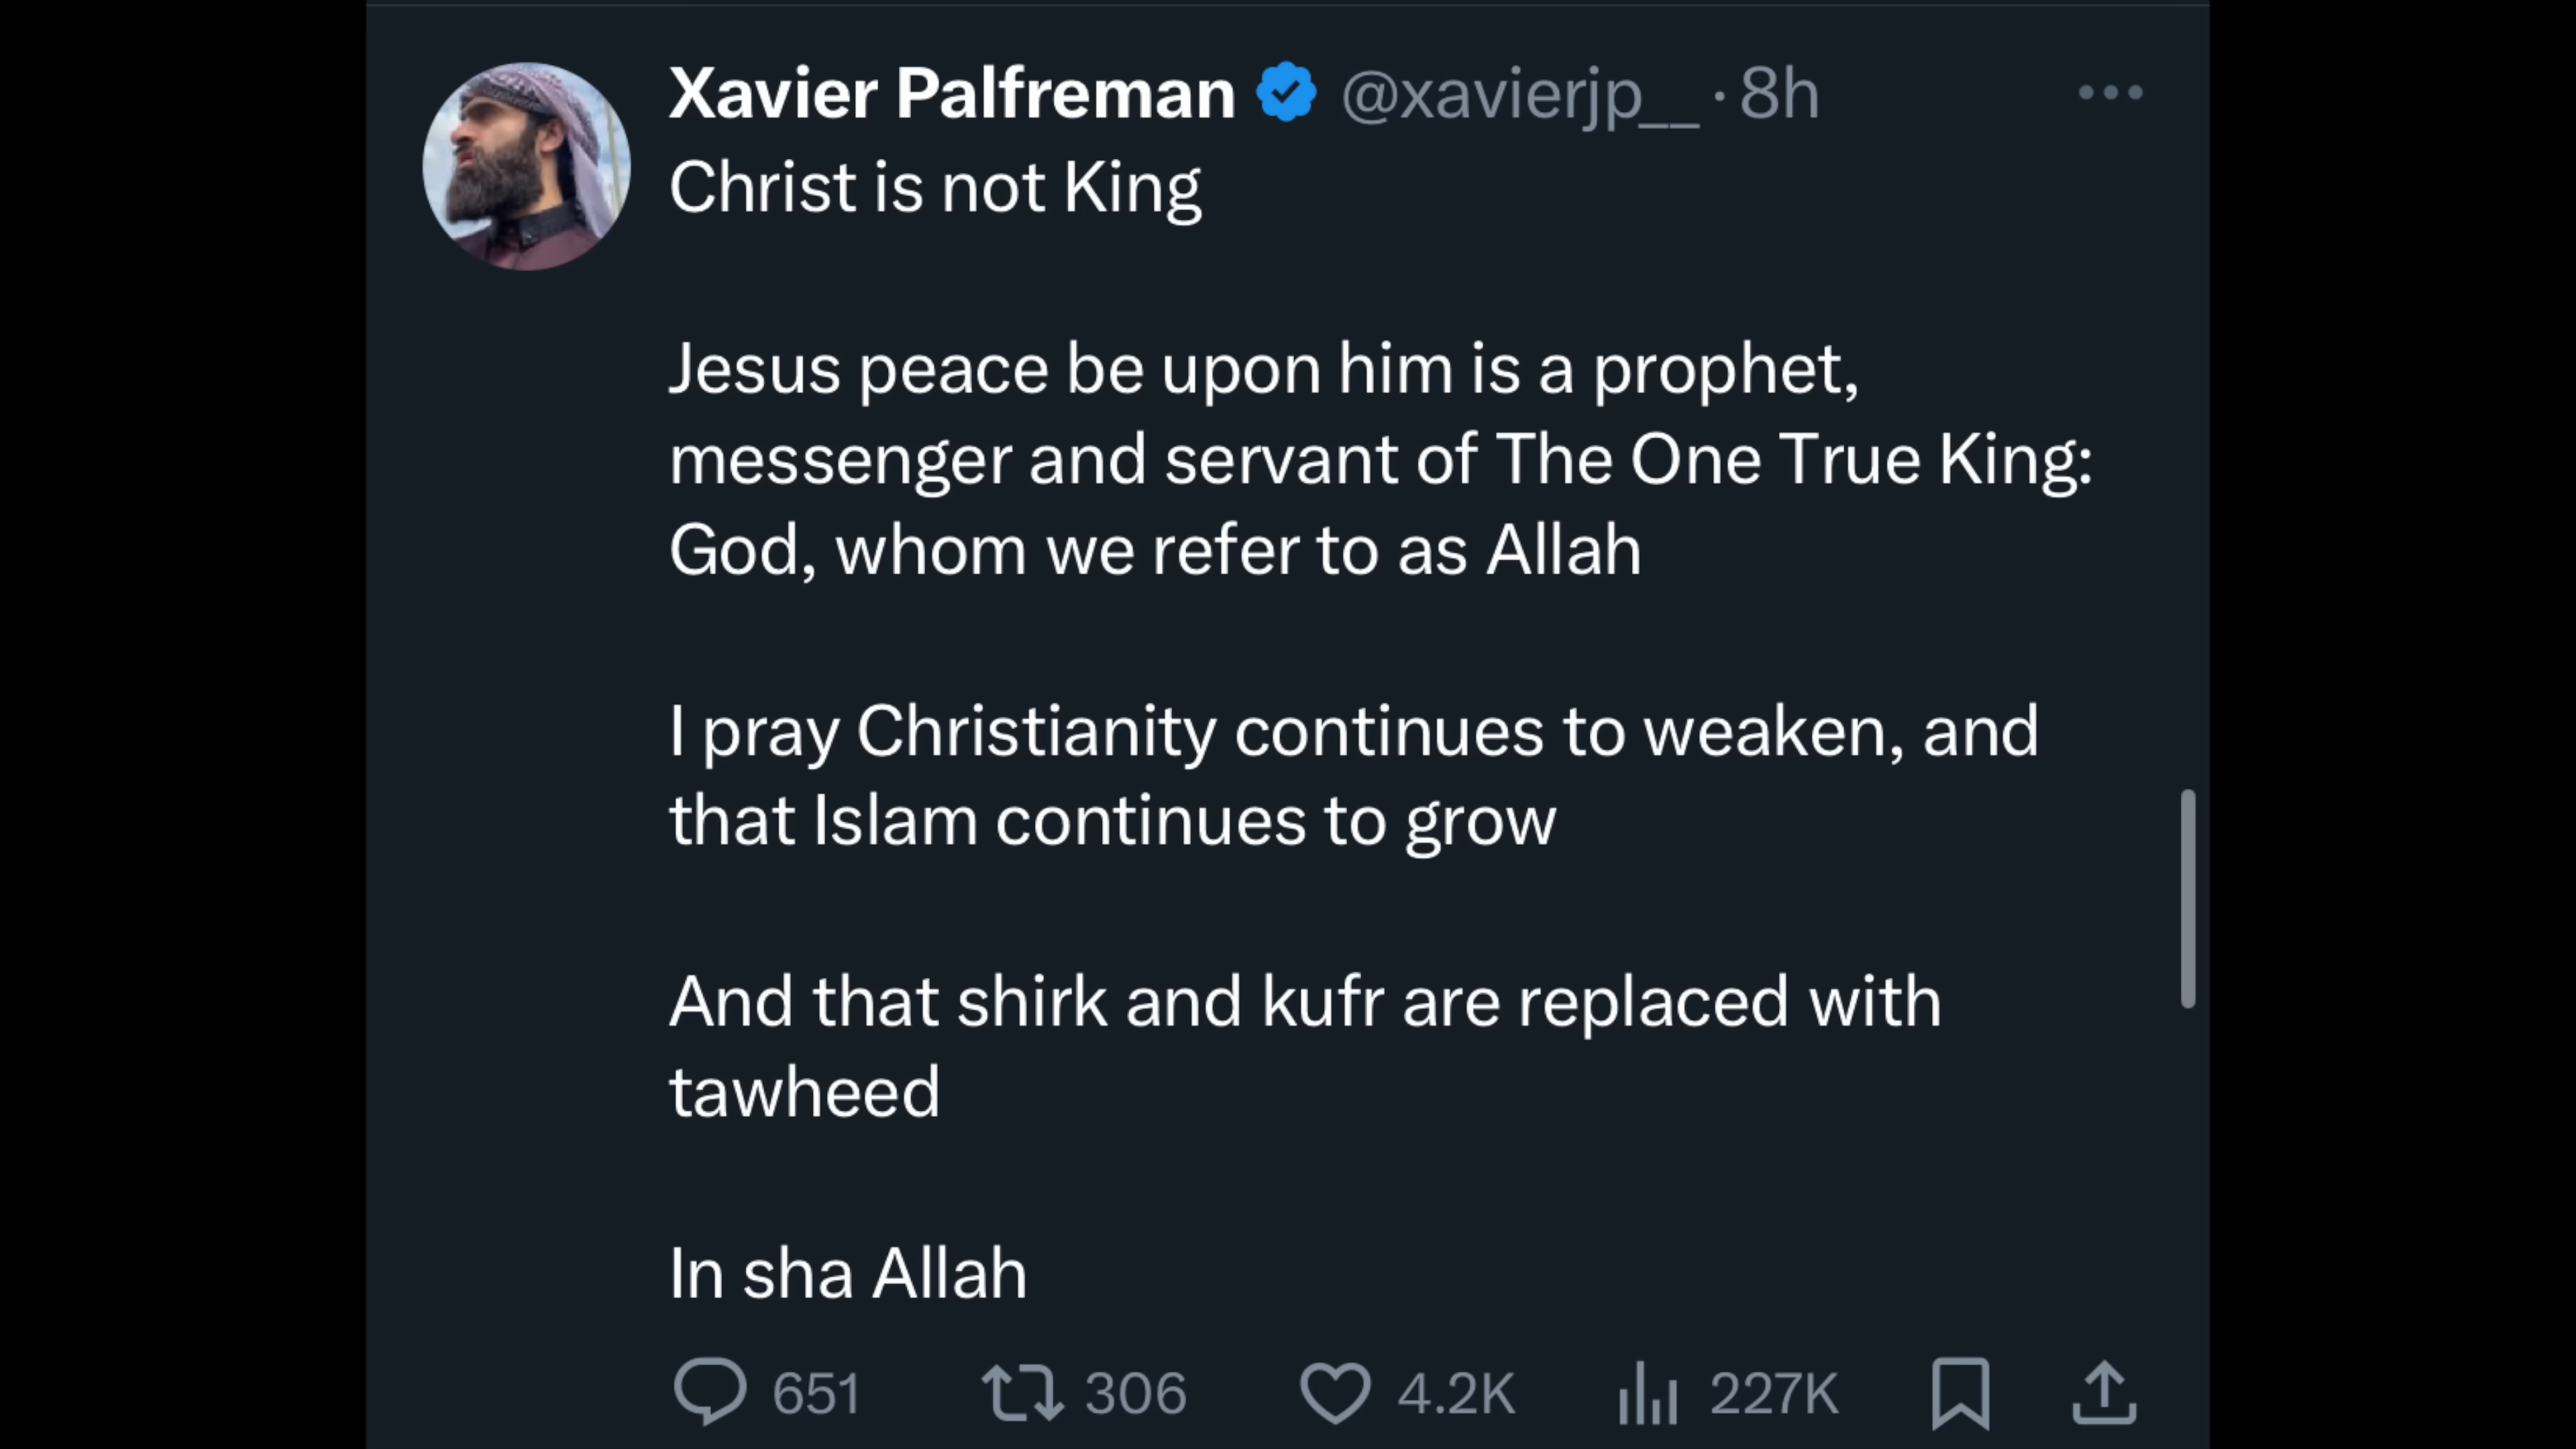 Xavier Palfreman @xavierjp__ · 8h
Christ is not King
Jesus peace be upon him is a prophet,
messenger and servant of The One True King:
God, whom we refer to as Allah
I pray Christianity continues to weaken, and
that Islam continues to grow
And that shirk and kufr are replaced with
tawheed
In sha Allah
651 306 4.2K 227K